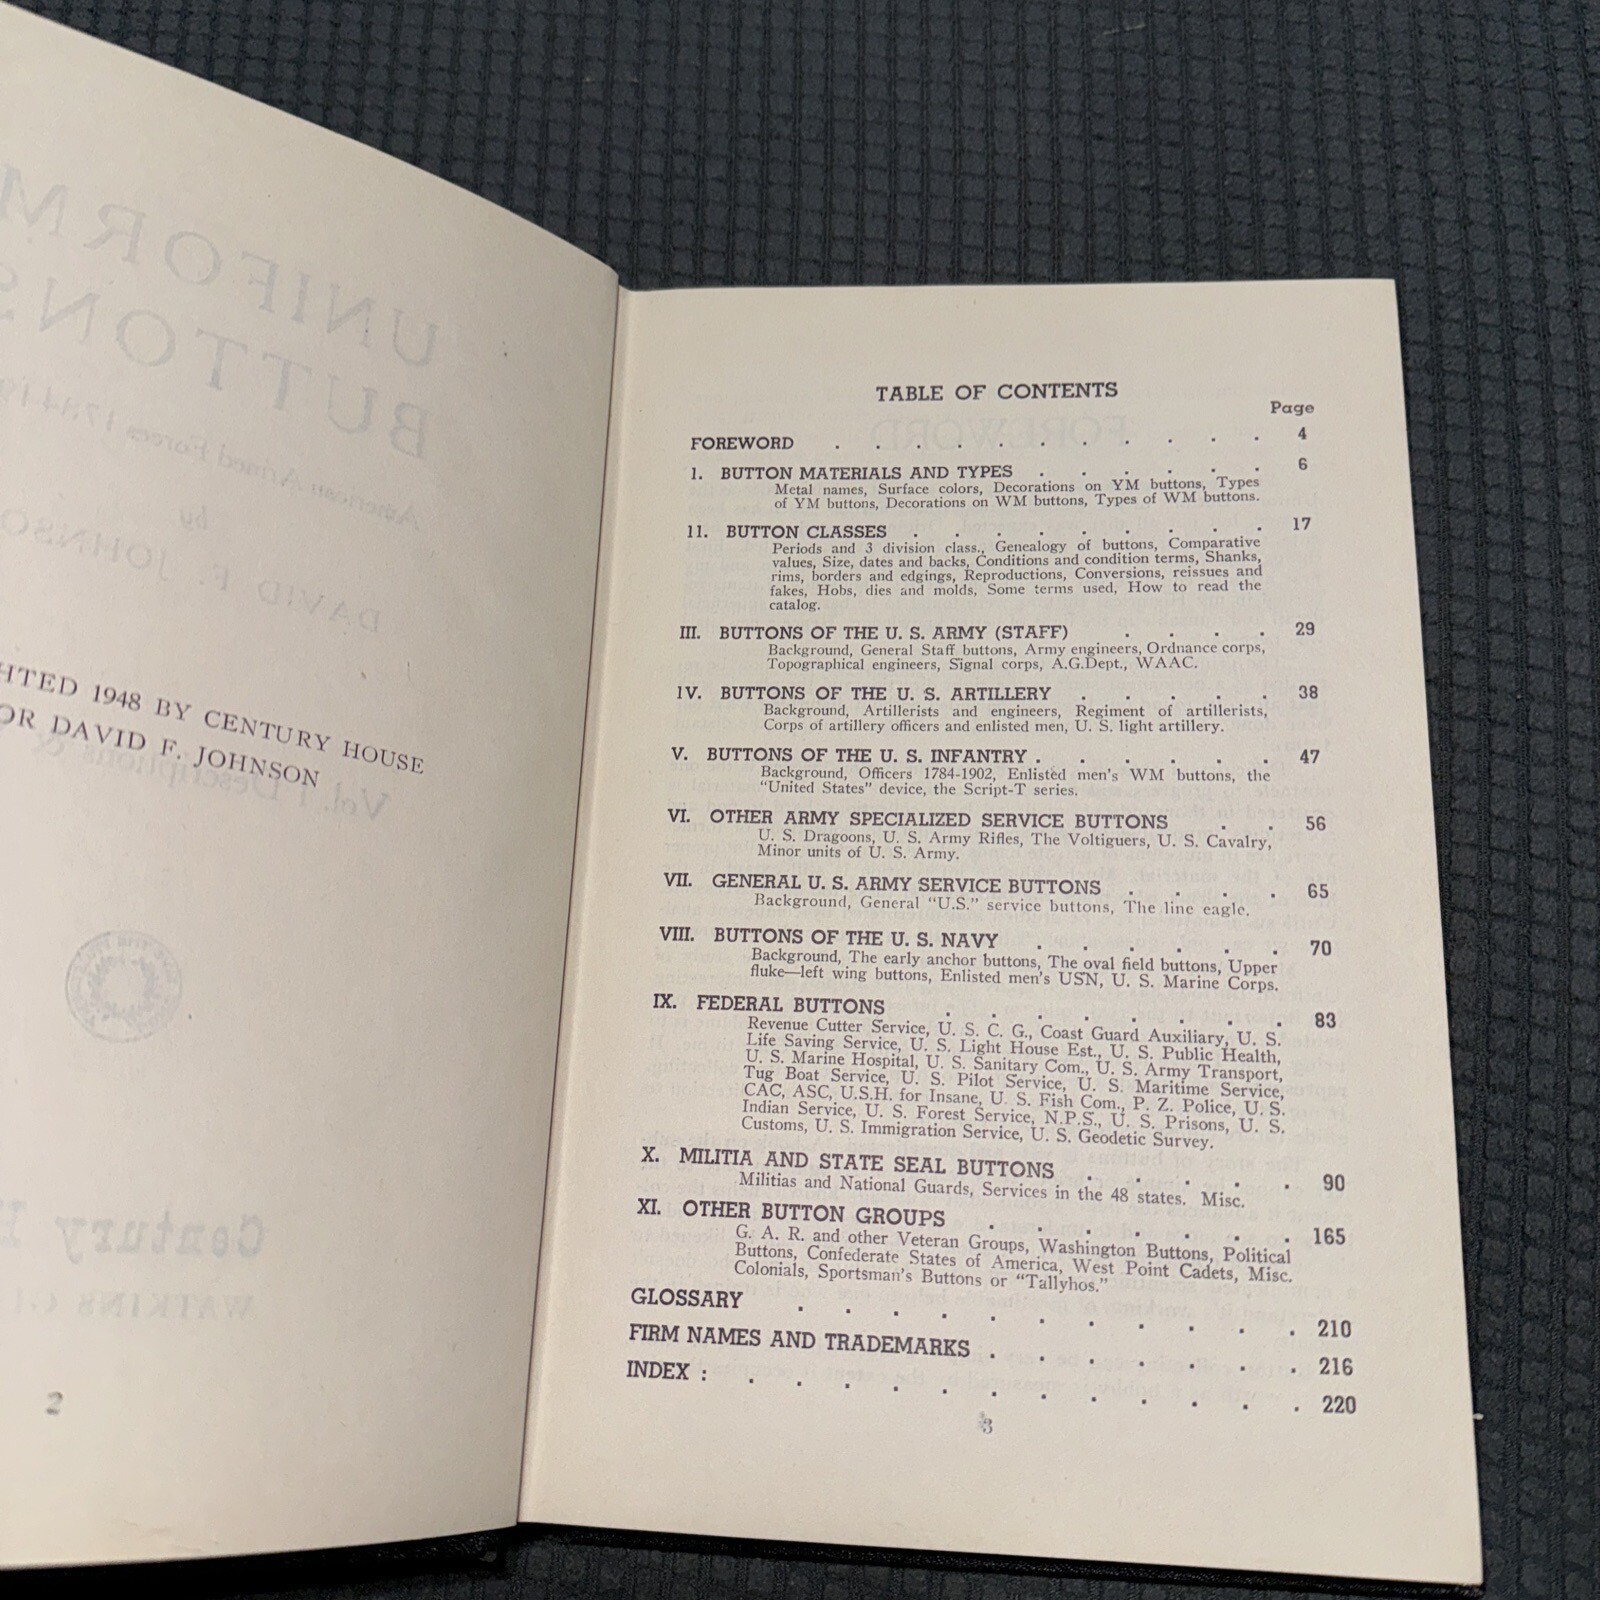 HTED 1948 BY CENTURY HOUSE
OR DAVID F. JOHNSON
2
TABLE OF CONTENTS
Page
FOREWORD . . . . . . . . . . . 4
1. BUTTON MATERIALS AND TYPES . . . . . . 6
Metal names, Surface colors, Decorations on YM buttons, Types
of YM buttons, Decorations on WM buttons, Types of WM buttons.
11. BUTTON CLASSES . . . . . . . . . 17
Periods and 3 division class., Genealogy of buttons, Comparative
values, Size, dates and backs, Conditions and condition terms, Shanks,
rims, borders and edgings, Reproductions, Conversions, reissues and
fakes, Hobs, dies and molds, Some terms used, How to read the
catalog.
III. BUTTONS OF THE U. S. ARMY (STAFF) . . . . 29
Background, General Staff buttons, Army engineers, Ordnance corps,
Topographical engineers, Signal corps, A.G.Dept., WAAC.
1V. BUTTONS OF THE U. S. ARTILLERY . . . . . 38
Background, Artillerists and engineers, Regiment of artillerists,
Corps of artillery officers and enlisted men, U. S. light artillery.
V. BUTTONS OF THE U. S. INFANTRY . . . . . . 47
Background, Officers 1784-1902, Enlisted men's WM buttons, the
"United States" device, the Script-T series.
VI. OTHER ARMY SPECIALIZED SERVICE BUTTONS . . 56
U. S. Dragoons, U. S. Army Rifles, The Voltiguers, U. S. Cavalry,
Minor units of U. S. Army.
VII. GENERAL U. S. ARMY SERVICE BUTTONS . . . . 65
Background, General "U.S." service buttons, The line eagle.
VIII. BUTTONS OF THE U. S. NAVY . . . . . . 70
Background, The early anchor buttons, The oval field buttons, Upper
fluke—left wing buttons, Enlisted men's USN, U. S. Marine Corps.
IX. FEDERAL BUTTONS . . . . . . . . 83
Revenue Cutter Service, U. S. C. G., Coast Guard Auxiliary, U. S.
Life Saving Service, U. S. Light House Est., U. S. Public Health,
U. S. Marine Hospital, U. S. Sanitary Com., U. S. Army Transport,
Tug Boat Service, U. S. Pilot Service, U. S. Maritime Service,
CAC, ASC, U.S.H. for Insane, U. S. Fish Com., P. Z. Police, U. S.
Indian Service, U. S. Forest Service, N.P.S., U. S. Prisons, U. S.
Customs, U. S. Immigration Service, U. S. Geodetic Survey.
X. MILITIA AND STATE SEAL BUTTONS . . . . . 90
Militias and National Guards, Services in the 48 states. Misc.
XI. OTHER BUTTON GROUPS . . . . . . . 165
G. A. R. and other Veteran Groups, Washington Buttons, Political
Buttons, Confederate States of America, West Point Cadets, Misc.
Colonials, Sportsman's Buttons or "Tallyhos."
GLOSSARY . . . . . . . . . . . 210
FIRM NAMES AND TRADEMARKS . . . . . . . 216
INDEX : . . . . . . . . . . . . 220
3